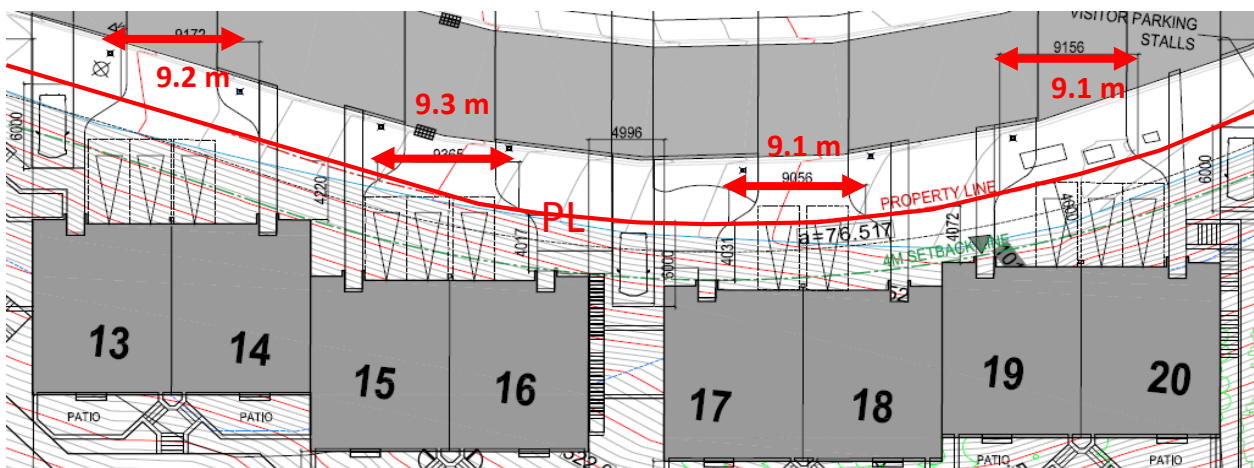 VISITOR PARKING
STALLS
9172
9156
9.2 m
9.1 m
9.3 m
6000
4996
9365
9.1 m
9056
6000
4220
PROPERTY LINE
PL
4017
4072
a=76.517
4031
4M SETBACK LINE
13
14
15
16
17
18
19
20
PATIO
PATIO
PATIO
PATIO